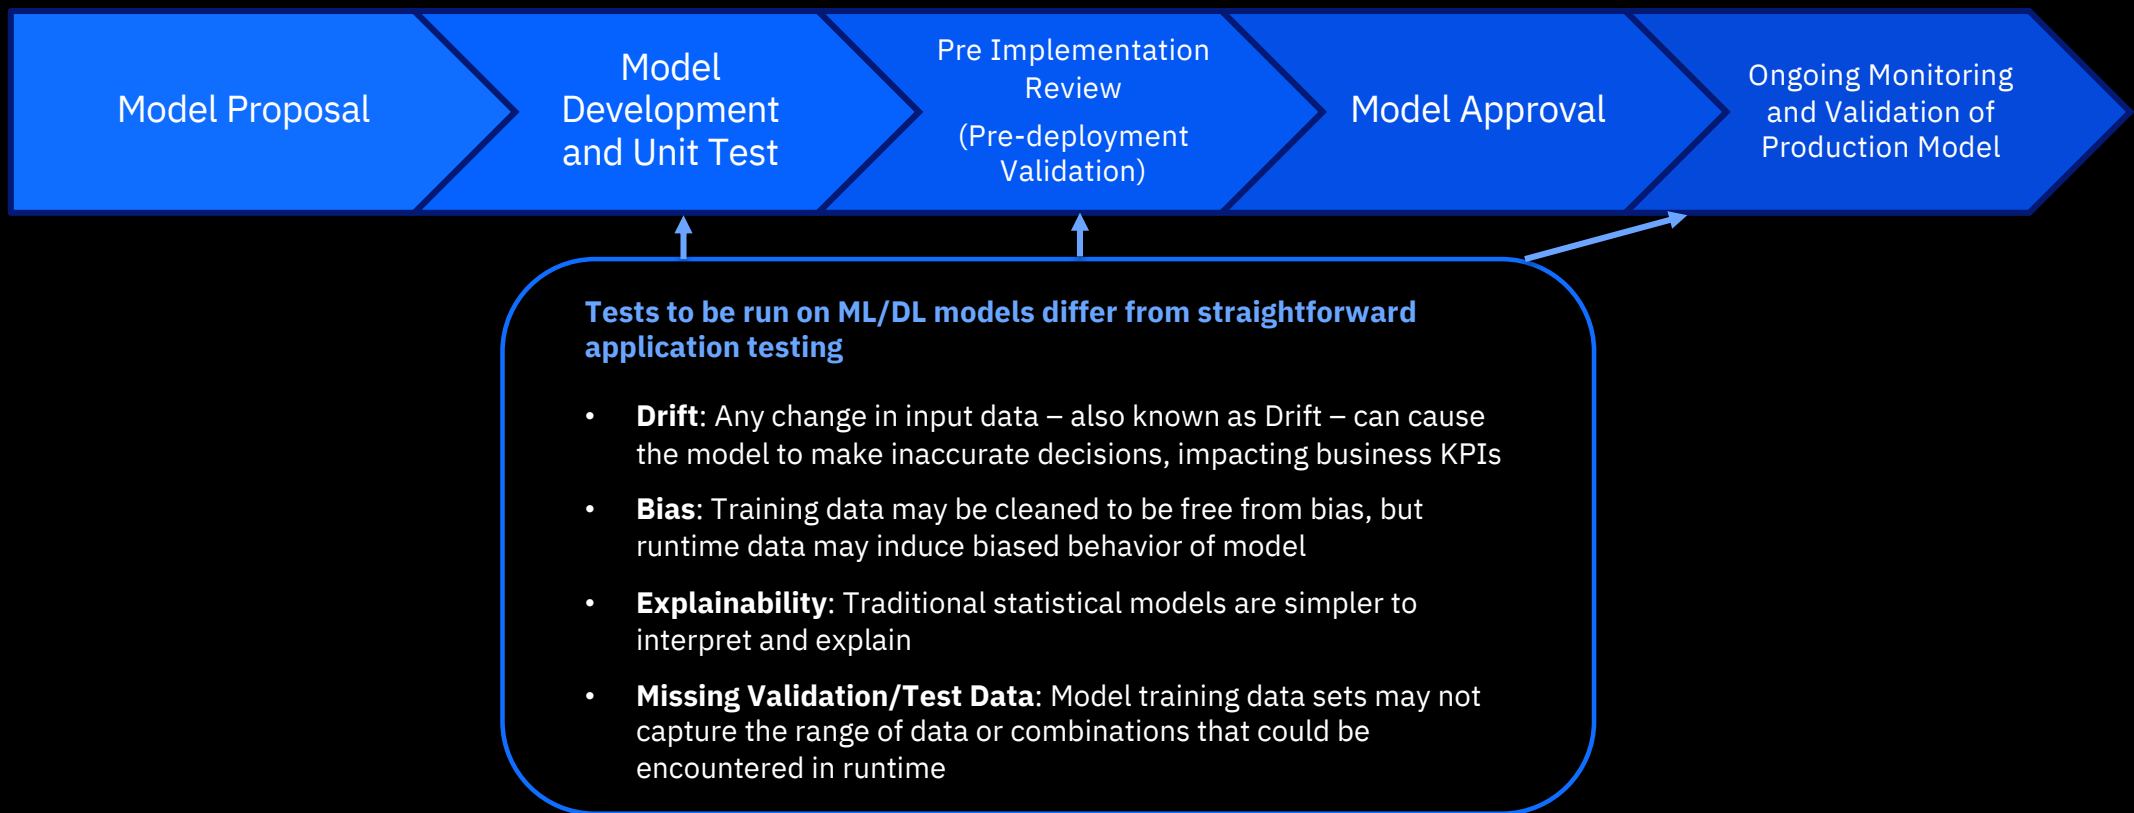 Model Proposal
Model
Development
and Unit Test
Pre Implementation
Review
(Pre-deployment
Validation)
Model Approval
Ongoing Monitoring
and Validation of
Production Model
Tests to be run on ML/DL models differ from straightforward
application testing
• Drift: Any change in input data – also known as Drift – can cause
the model to make inaccurate decisions, impacting business KPIs
• Bias: Training data may be cleaned to be free from bias, but
runtime data may induce biased behavior of model
• Explainability: Traditional statistical models are simpler to
interpret and explain
• Missing Validation/Test Data: Model training data sets may not
capture the range of data or combinations that could be
encountered in runtime